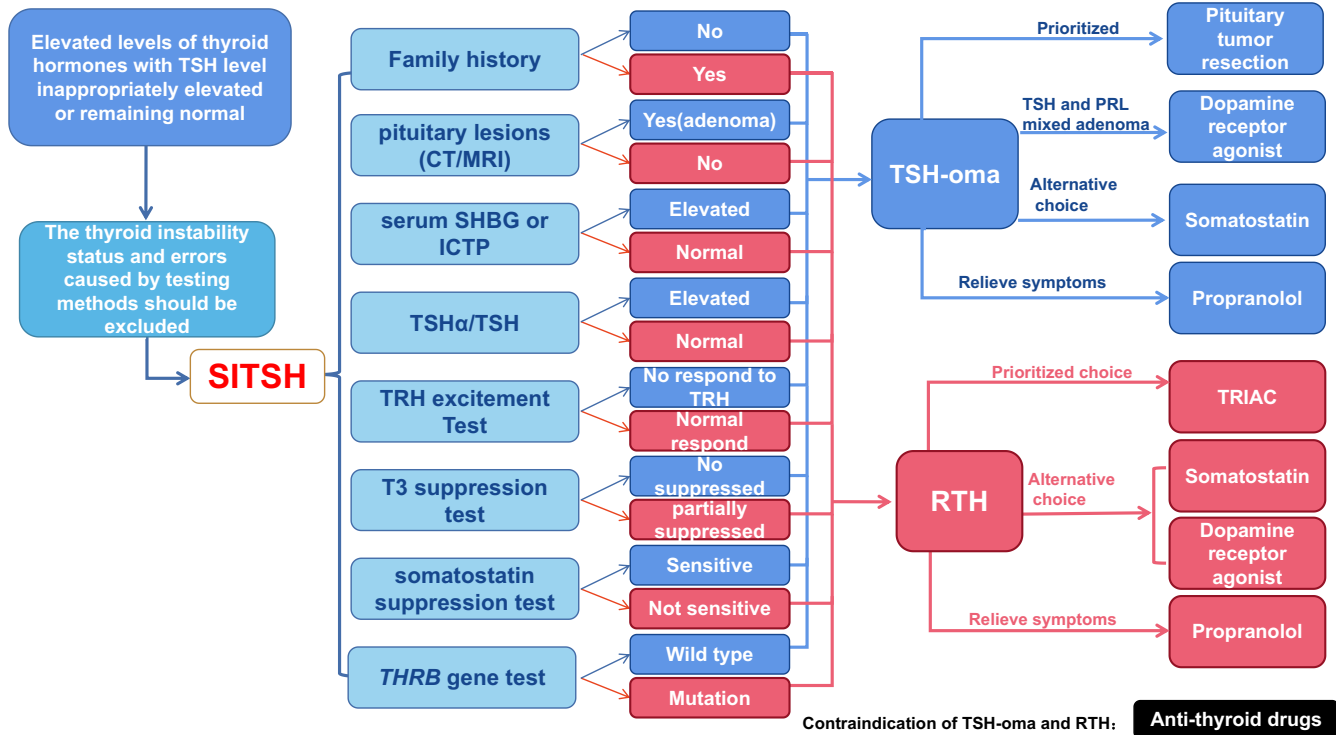 Elevated levels of thyroid
hormones with TSH level
inappropriately elevated
or remaining normal
The thyroid instability
status and errors
caused by testing
methods should be
excluded
SITSH
Family history
No
Yes
pituitary lesions
(CT/MRI)
Yes(adenoma)
No
serum SHBG or
ICTP
Elevated
Normal
TSHα/TSH
Elevated
Normal
TRH excitement
Test
No respond to
TRH
Normal
respond
T3 suppression
test
No
suppressed
partially
suppressed
somatostatin
suppression test
Sensitive
Not sensitive
THRB gene test
Wild type
Mutation
TSH-oma
Prioritized
Pituitary
tumor
resection
TSH and PRL
mixed adenoma
Dopamine
receptor
agonist
Alternative
choice
Somatostatin
Relieve symptoms
Propranolol
RTH
Prioritized choice
TRIAC
Alternative
choice
Somatostatin
Dopamine
receptor
agonist
Relieve symptoms
Propranolol
Contraindication of TSH-oma and RTH:
Anti-thyroid drugs